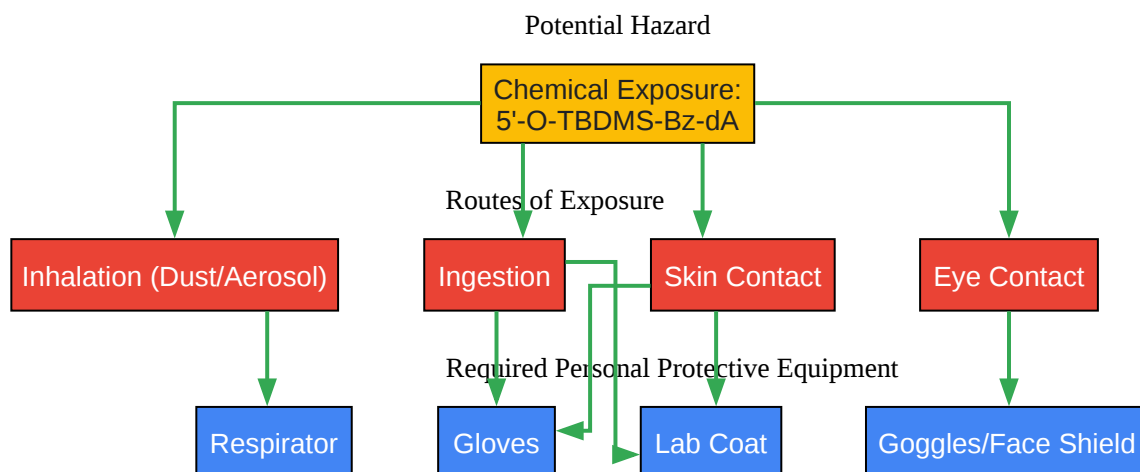 Potential Hazard
Chemical Exposure:
5'-O-TBDMS-Bz-dA
Routes of Exposure
Inhalation (Dust/Aerosol)
Ingestion
Skin Contact
Eye Contact
Required Personal Protective Equipment
Respirator
Gloves
Lab Coat
Goggles/Face Shield